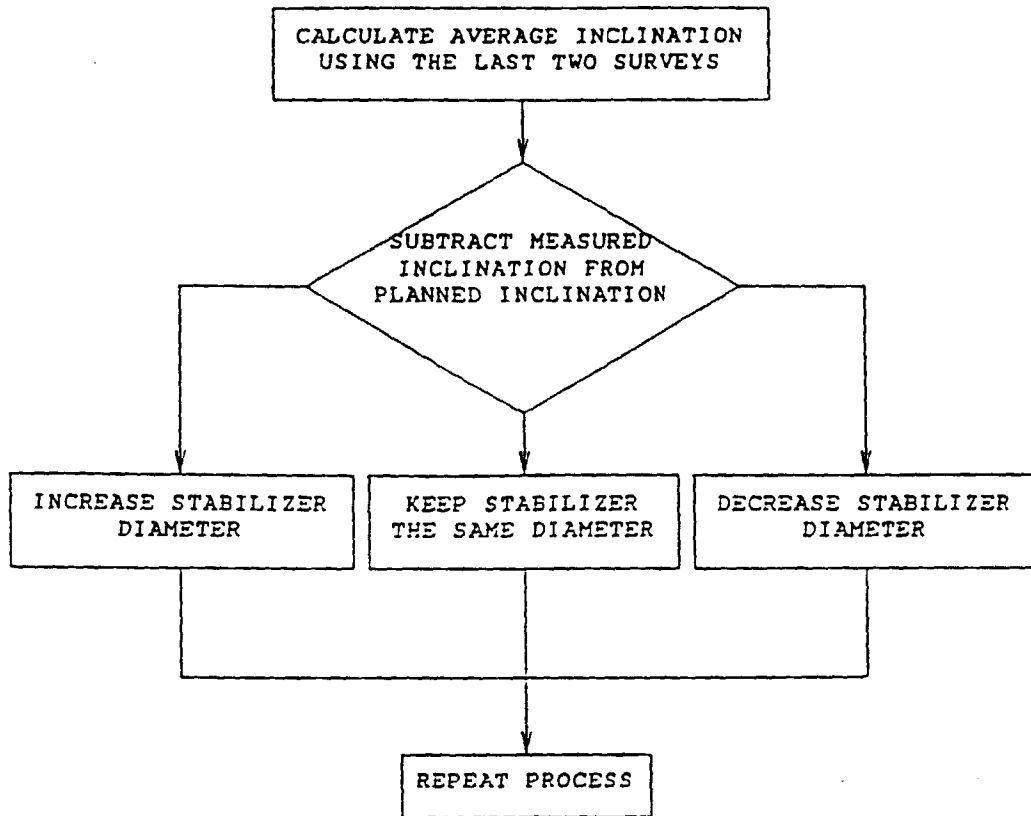 CALCULATE AVERAGE INCLINATION
USING THE LAST TWO SURVEYS
SUBTRACT MEASURED
INCLINATION FROM
PLANNED INCLINATION
INCREASE STABILIZER
DIAMETER
KEEP STABILIZER
THE SAME DIAMETER
DECREASE STABILIZER
DIAMETER
REPEAT PROCESS